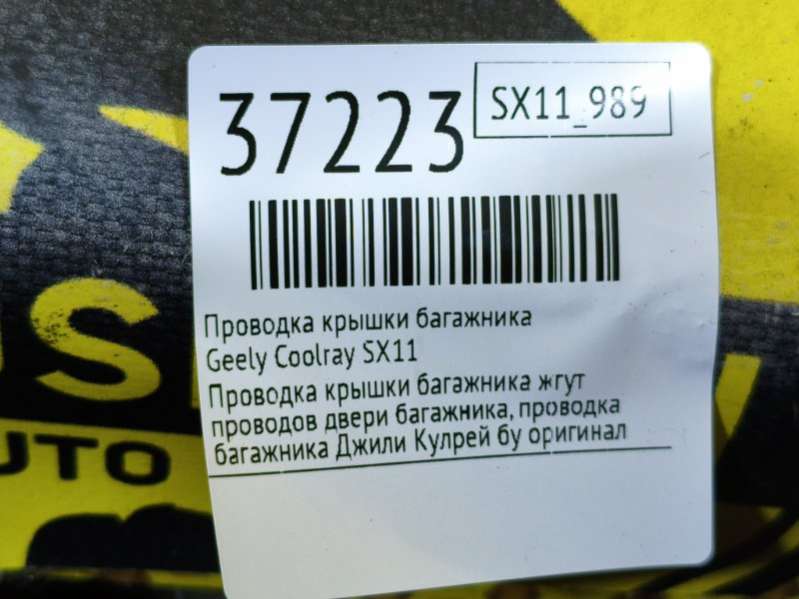 37223
SX11_989
Проводка крышки багажника
Geely Coolray SX11
Проводка крышки багажника жгут
проводов двери багажника, проводка
багажника Джили Кулрей бу оригинал
UTO